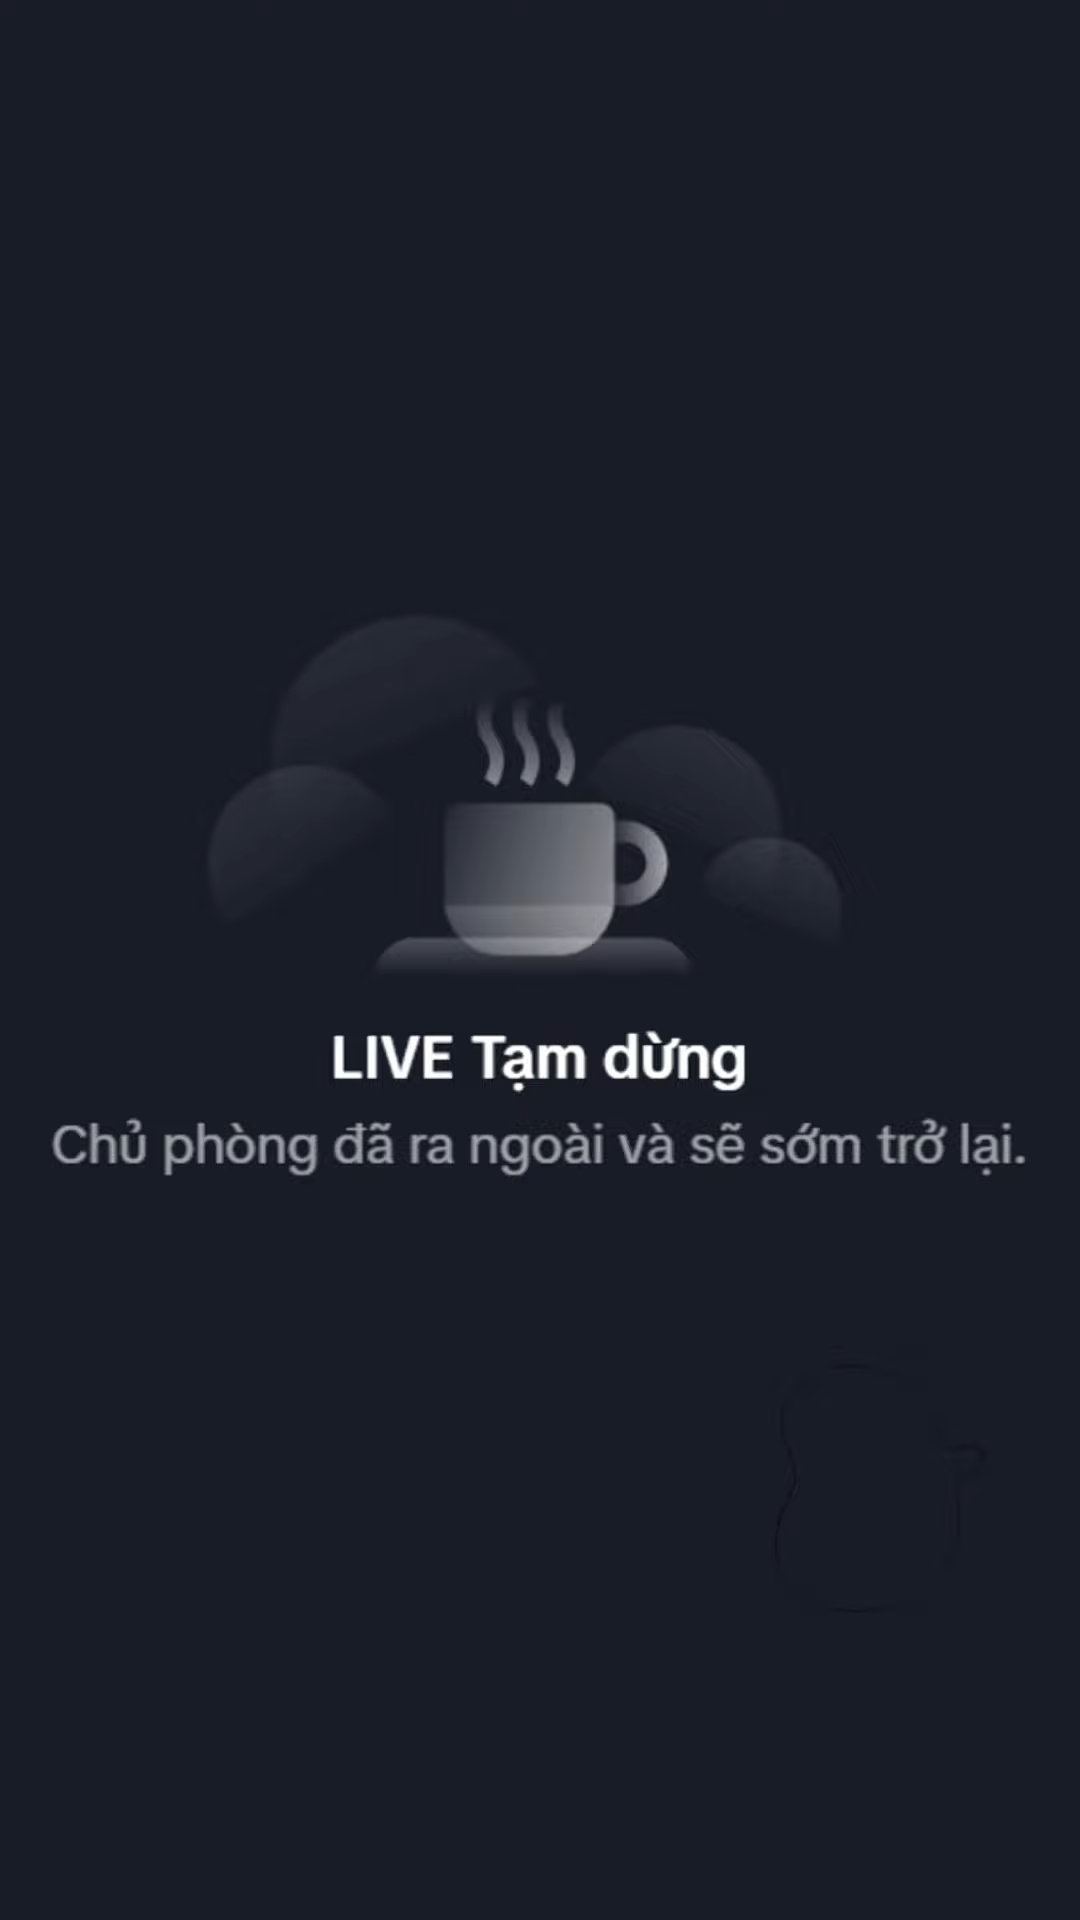 LIVE Tạm dừng
Chủ phòng đã ra ngoài và sẽ sớm trở lại.